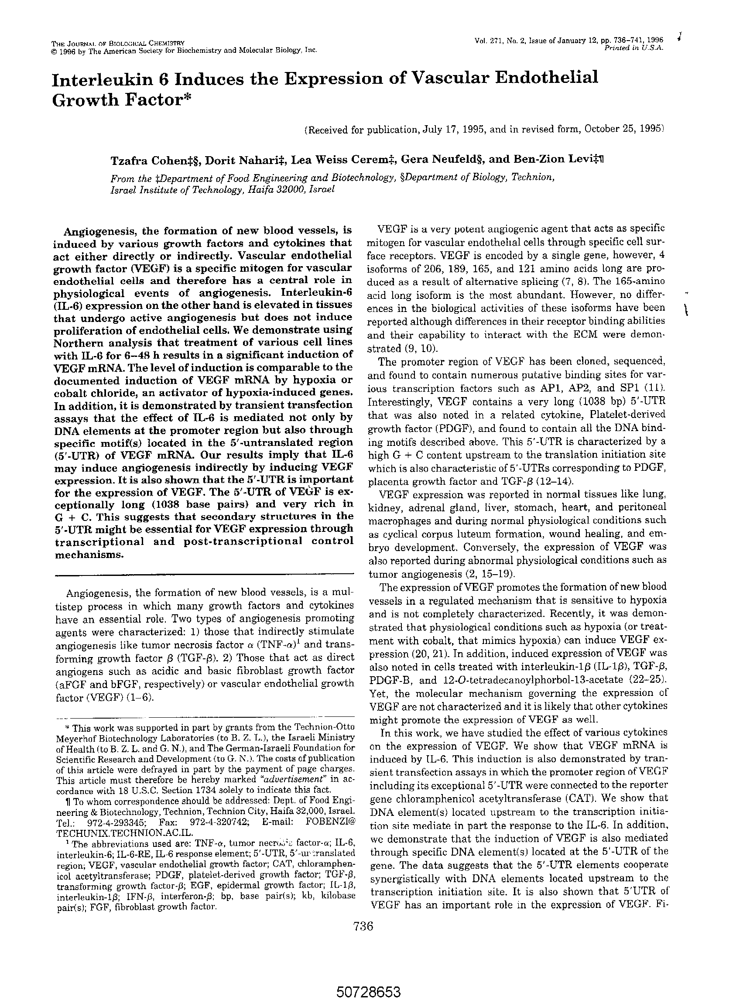 THE JOURNAL OF BIOLOGICAL CHEMISTRY
© 1996 by The American Society for Biochemistry and Molecular Biology, Inc.
Vol. 271, No. 2, Issue of January 12, pp. 736–741, 1996
Printed in U.S.A.
Interleukin 6 Induces the Expression of Vascular Endothelial
Growth Factor*
(Received for publication, July 17, 1995, and in revised form, October 25, 1995)
Tzafra Cohen‡§, Dorit Nahari‡, Lea Weiss Cerem‡, Gera Neufeld§, and Ben-Zion Levi‡¶
From the ‡Department of Food Engineering and Biotechnology, §Department of Biology, Technion,
Israel Institute of Technology, Haifa 32000, Israel
Angiogenesis, the formation of new blood vessels, is
induced by various growth factors and cytokines that
act either directly or indirectly. Vascular endothelial
growth factor (VEGF) is a specific mitogen for vascular
endothelial cells and therefore has a central role in
physiological events of angiogenesis. Interleukin-6
(IL-6) expression on the other hand is elevated in tissues
that undergo active angiogenesis but does not induce
proliferation of endothelial cells. We demonstrate using
Northern analysis that treatment of various cell lines
with IL-6 for 6–48 h results in a significant induction of
VEGF mRNA. The level of induction is comparable to the
documented induction of VEGF mRNA by hypoxia or
cobalt chloride, an activator of hypoxia-induced genes.
In addition, it is demonstrated by transient transfection
assays that the effect of IL-6 is mediated not only by
DNA elements at the promoter region but also through
specific motif(s) located in the 5′-untranslated region
(5′-UTR) of VEGF mRNA. Our results imply that IL-6
may induce angiogenesis indirectly by inducing VEGF
expression. It is also shown that the 5′-UTR is important
for the expression of VEGF. The 5′-UTR of VEGF is ex-
ceptionally long (1038 base pairs) and very rich in
G + C. This suggests that secondary structures in the
5′-UTR might be essential for VEGF expression through
transcriptional and post-transcriptional control
mechanisms.
Angiogenesis, the formation of new blood vessels, is a mul-
tistep process in which many growth factors and cytokines
have an essential role. Two types of angiogenesis promoting
agents were characterized: 1) those that indirectly stimulate
angiogenesis like tumor necrosis factor α (TNF-α)¹ and trans-
forming growth factor β (TGF-β). 2) Those that act as direct
angiogens such as acidic and basic fibroblast growth factor
(aFGF and bFGF, respectively) or vascular endothelial growth
factor (VEGF) (1–6).
* This work was supported in part by grants from the Technion-Otto
Meyerhof Biotechnology Laboratories (to B. Z. L.), the Israeli Ministry
of Health (to B. Z. L. and G. N.), and The German-Israeli Foundation for
Scientific Research and Development (to G. N.). The costs of publication
of this article were defrayed in part by the payment of page charges.
This article must therefore be hereby marked "advertisement" in ac-
cordance with 18 U.S.C. Section 1734 solely to indicate this fact.
¶ To whom correspondence should be addressed: Dept. of Food Engi-
neering & Biotechnology, Technion, Technion City, Haifa 32,000, Israel.
Tel.: 972-4-293345; Fax: 972-4-320742; E-mail: FOBENZI@
TECHUNIX.TECHNION.AC.IL.
¹ The abbreviations used are: TNF-α, tumor necrosis factor-α; IL-6,
interleukin-6; IL-6-RE, IL-6 response element; 5′-UTR, 5′-untranslated
region; VEGF, vascular endothelial growth factor; CAT, chloramphen-
icol acetyltransferase; PDGF, platelet-derived growth factor; TGF-β,
transforming growth factor-β; EGF, epidermal growth factor; IL-1β,
interleukin-1β; IFN-β, interferon-β; bp, base pair(s); kb, kilobase
pair(s); FGF, fibroblast growth factor.
VEGF is a very potent angiogenic agent that acts as specific
mitogen for vascular endothelial cells through specific cell sur-
face receptors. VEGF is encoded by a single gene, however, 4
isoforms of 206, 189, 165, and 121 amino acids long are pro-
duced as a result of alternative splicing (7, 8). The 165-amino
acid long isoform is the most abundant. However, no differ-
ences in the biological activities of these isoforms have been
reported although differences in their receptor binding abilities
and their capability to interact with the ECM were demon-
strated (9, 10).
The promoter region of VEGF has been cloned, sequenced,
and found to contain numerous putative binding sites for var-
ious transcription factors such as AP1, AP2, and SP1 (11).
Interestingly, VEGF contains a very long (1038 bp) 5′-UTR
that was also noted in a related cytokine, Platelet-derived
growth factor (PDGF), and found to contain all the DNA bind-
ing motifs described above. This 5′-UTR is characterized by a
high G + C content upstream to the translation initiation site
which is also characteristic of 5′-UTRs corresponding to PDGF,
placenta growth factor and TGF-β (12–14).
VEGF expression was reported in normal tissues like lung,
kidney, adrenal gland, liver, stomach, heart, and peritoneal
macrophages and during normal physiological conditions such
as cyclical corpus luteum formation, wound healing, and em-
bryo development. Conversely, the expression of VEGF was
also reported during abnormal physiological conditions such as
tumor angiogenesis (2, 15–19).
The expression of VEGF promotes the formation of new blood
vessels in a regulated mechanism that is sensitive to hypoxia
and is not completely characterized. Recently, it was demon-
strated that physiological conditions such as hypoxia (or treat-
ment with cobalt, that mimics hypoxia) can induce VEGF ex-
pression (20, 21). In addition, induced expression of VEGF was
also noted in cells treated with interleukin-1β (IL-1β), TGF-β,
PDGF-B, and 12-O-tetradecanoylphorbol-13-acetate (22–25).
Yet, the molecular mechanism governing the expression of
VEGF are not characterized and it is likely that other cytokines
might promote the expression of VEGF as well.
In this work, we have studied the effect of various cytokines
on the expression of VEGF. We show that VEGF mRNA is
induced by IL-6. This induction is also demonstrated by tran-
sient transfection assays in which the promoter region of VEGF
including its exceptional 5′-UTR were connected to the reporter
gene chloramphenicol acetyltransferase (CAT). We show that
DNA element(s) located upstream to the transcription initia-
tion site mediate in part the response to the IL-6. In addition,
we demonstrate that the induction of VEGF is also mediated
through specific DNA element(s) located at the 5′-UTR of the
gene. The data suggests that the 5′-UTR elements cooperate
synergistically with DNA elements located upstream to the
transcription initiation site. It is also shown that 5′UTR of
VEGF has an important role in the expression of VEGF. Fi-
736
50728653